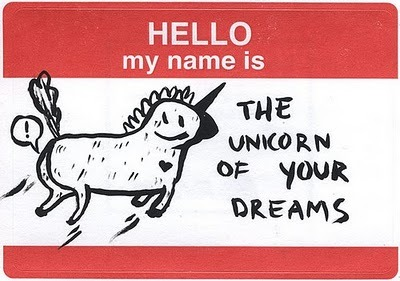 HELLO
my name is
!
THE
UNICORN
OF YOUR
DREAMS